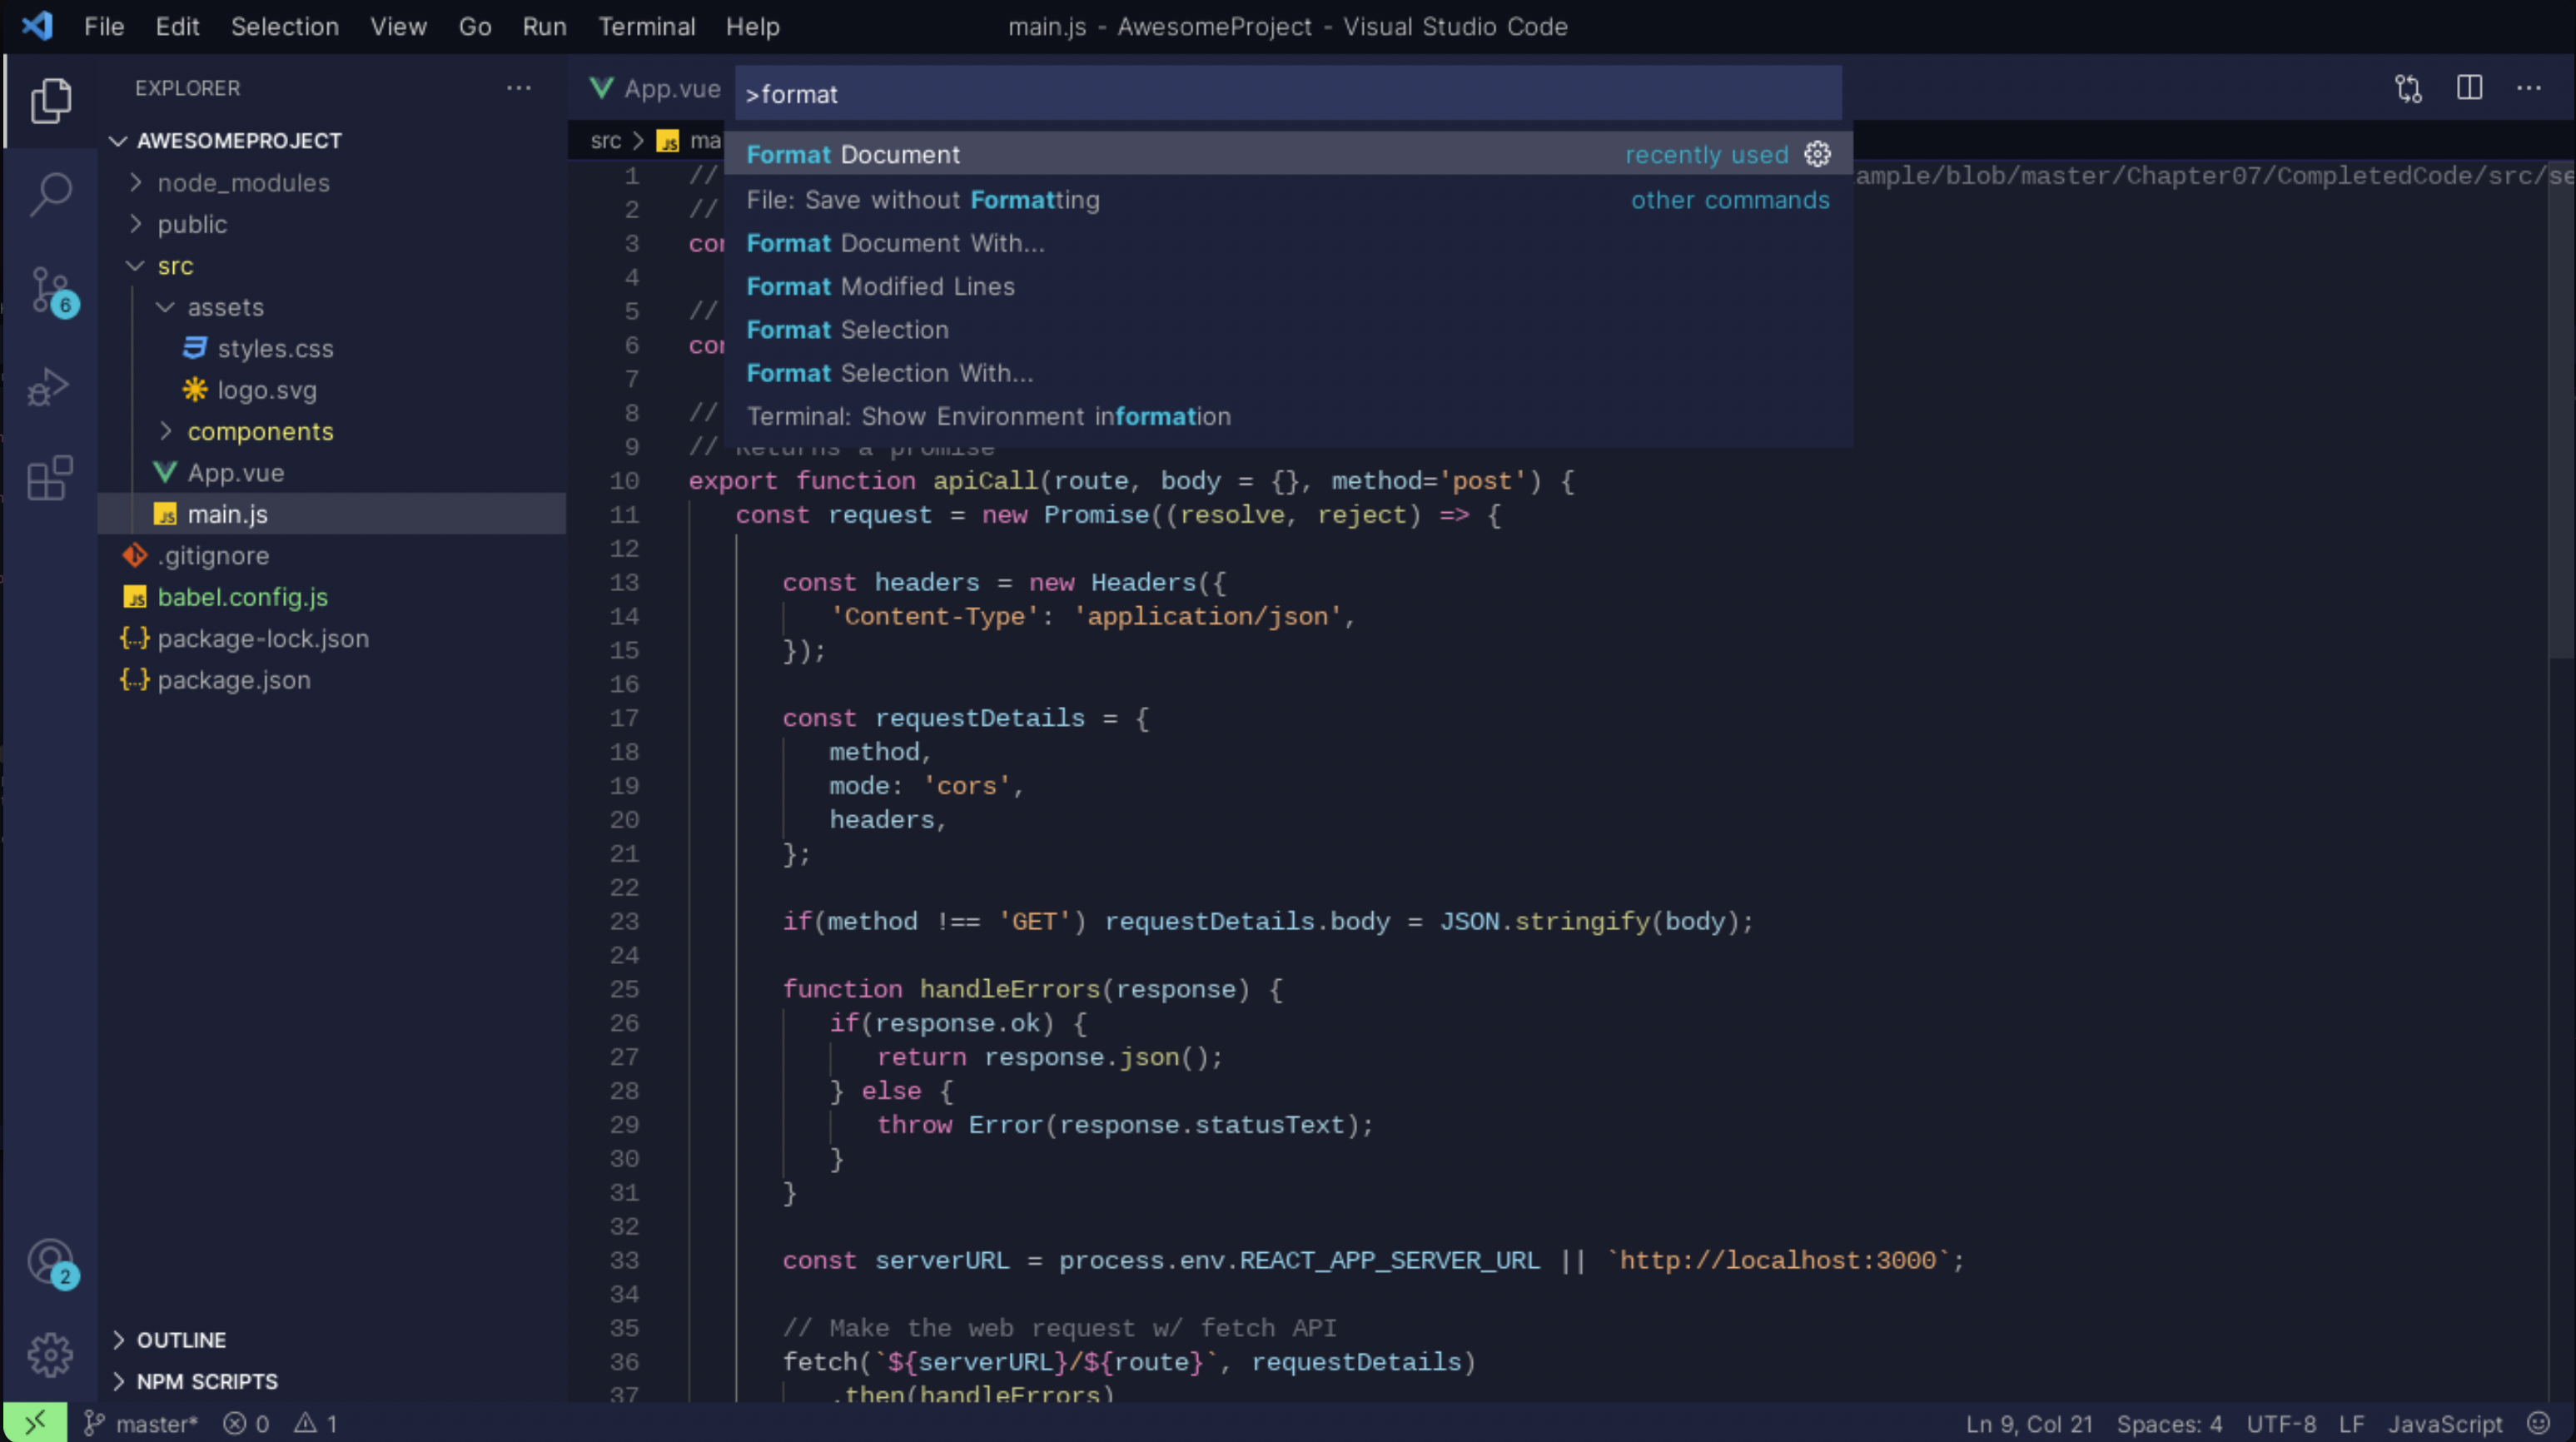 File Edit Selection View Go Run Terminal Help
main.js - AwesomeProject - Visual Studio Code
EXPLORER
AWESOMEPROJECT
node_modules
public
src
assets
styles.css
logo.svg
components
App.vue
main.js
.gitignore
babel.config.js
package-lock.json
package.json
OUTLINE
NPM SCRIPTS
6
2
App.vue
>format
src > JS
Format Document recently used
File: Save without Formatting other commands
Format Document With...
Format Modified Lines
Format Selection
Format Selection With...
Terminal: Show Environment information
1 // ample/blob/master/Chapter07/CompletedCode/src/se
2 //
3 con
4
5 //
6 con
7
8 //
9 // Returns a promise
10 export function apiCall(route, body = {}, method='post') {
11 const request = new Promise((resolve, reject) => {
12
13 const headers = new Headers({
14 'Content-Type': 'application/json',
15 });
16
17 const requestDetails = {
18 method,
19 mode: 'cors',
20 headers,
21 };
22
23 if(method !== 'GET') requestDetails.body = JSON.stringify(body);
24
25 function handleErrors(response) {
26 if(response.ok) {
27 return response.json();
28 } else {
29 throw Error(response.statusText);
30 }
31 }
32
33 const serverURL = process.env.REACT_APP_SERVER_URL || `http://localhost:3000`;
34
35 // Make the web request w/ fetch API
36 fetch(`${serverURL}/${route}`, requestDetails)
37 .then(handleErrors)
master* 0 1
Ln 9, Col 21 Spaces: 4 UTF-8 LF JavaScript